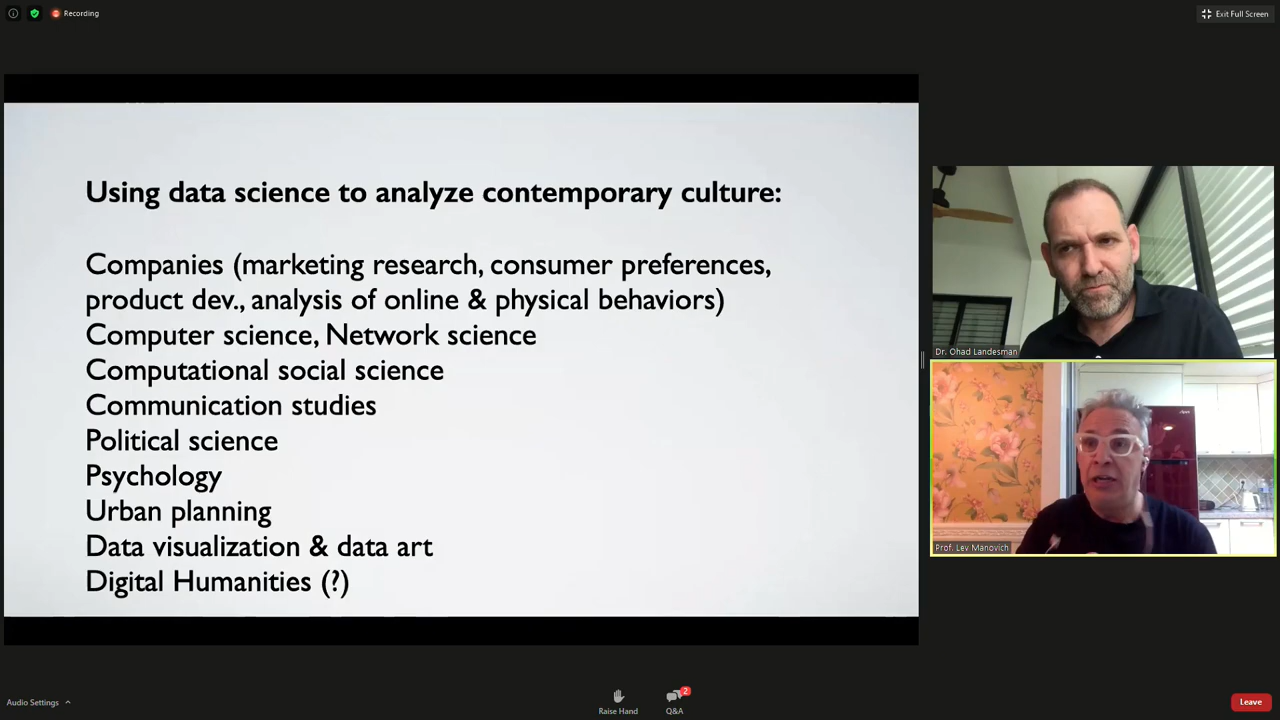 Recording
Exit Full Screen
Using data science to analyze contemporary culture:
Companies (marketing research, consumer preferences,
product dev., analysis of online & physical behaviors)
Computer science, Network science
Computational social science
Communication studies
Political science
Psychology
Urban planning
Data visualization & data art
Digital Humanities (?)
Dr. Ohad Landesman
Prof. Lev Manovich
Audio Settings
Raise Hand
2
Q&A
Leave